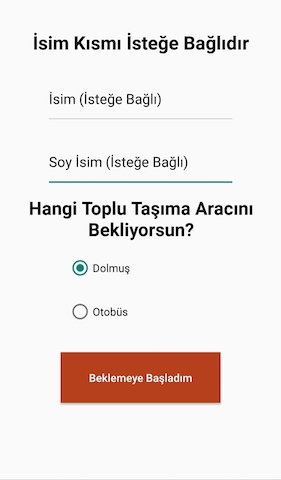 İsim Kısmı İsteğe Bağlıdır
İsim (İsteğe Bağlı)
Soy İsim (İsteğe Bağlı)
Hangi Toplu Taşıma Aracını
Bekliyorsun?
Dolmuş
Otobüs
Beklemeye Başladım